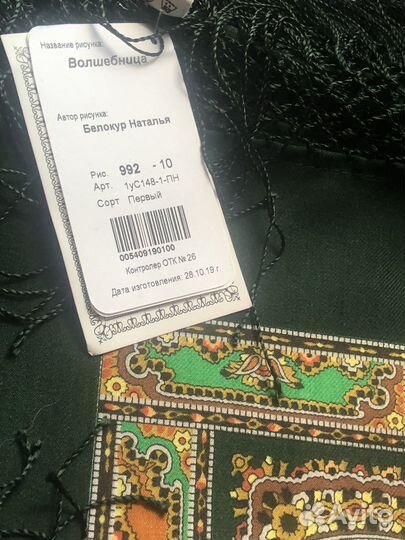 Название рисунка:
Волшебница
Автор рисунка:
Белокур Наталья
Рис. 992 - 10
Арт. 1уС148-1-ПН
Сорт Первый
005409190100
Контролер ОТК № 26
Дата изготовления: 28.10.19 г.
Avito